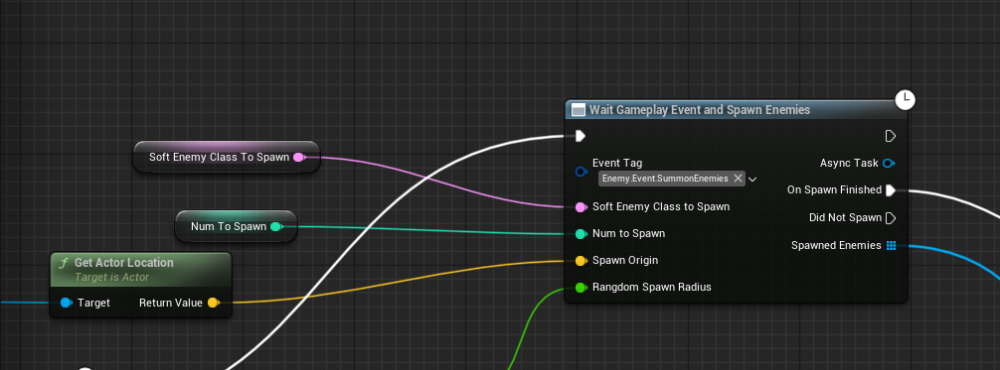 Wait Gameplay Event and Spawn Enemies
Soft Enemy Class To Spawn
Event Tag
Enemy.Event.SummonEnemies
Async Task
On Spawn Finished
Soft Enemy Class to Spawn
Did Not Spawn
Num To Spawn
Num to Spawn
Spawned Enemies
f Get Actor Location
Target is Actor
Spawn Origin
Target
Return Value
Rangdom Spawn Radius